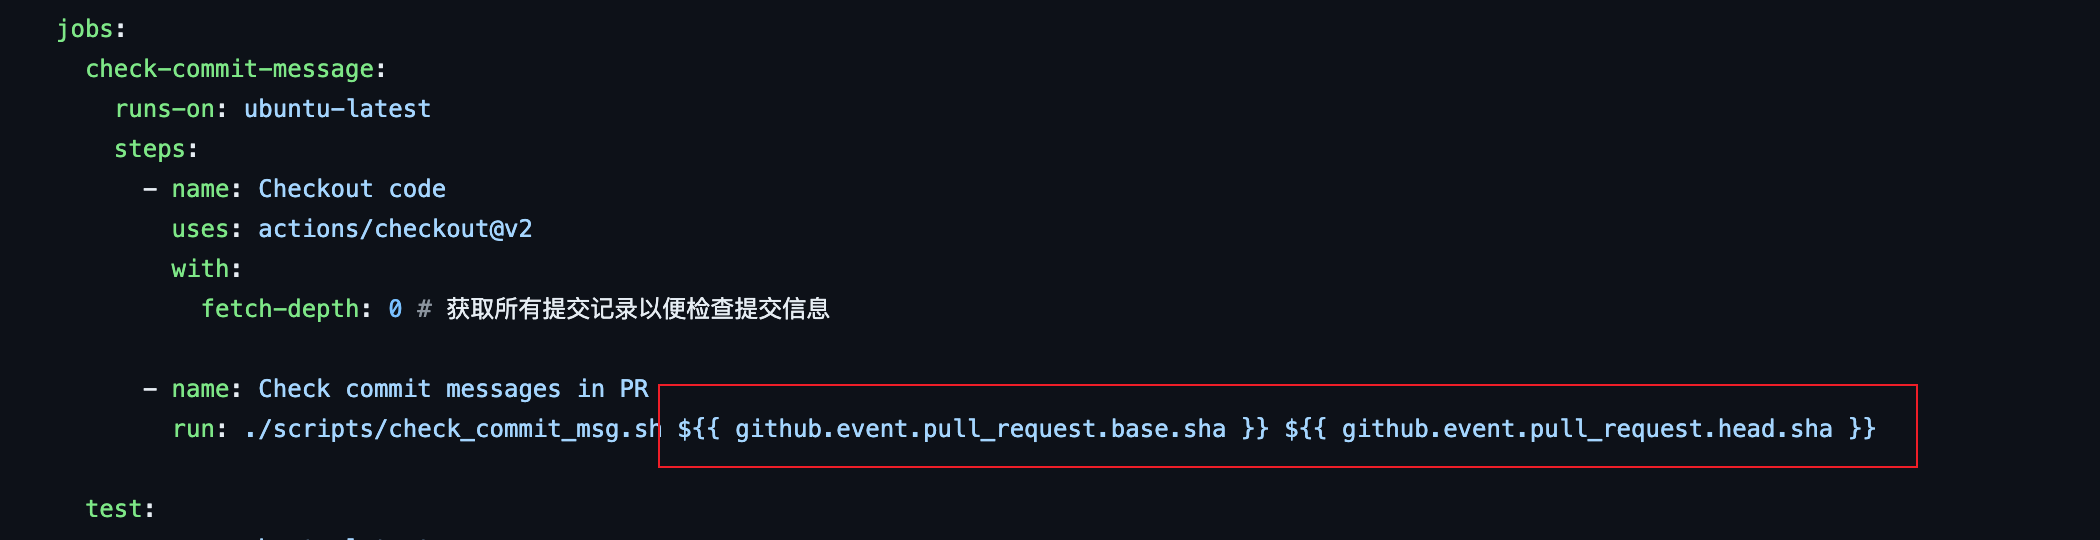 jobs:
check-commit-message:
runs-on: ubuntu-latest
steps:
- name: Checkout code
uses: actions/checkout@v2
with:
fetch-depth: 0 # 获取所有提交记录以便检查提交信息
- name: Check commit messages in PR
run: ./scripts/check_commit_msg.sh ${{ github.event.pull_request.base.sha }} ${{ github.event.pull_request.head.sha }}
test: